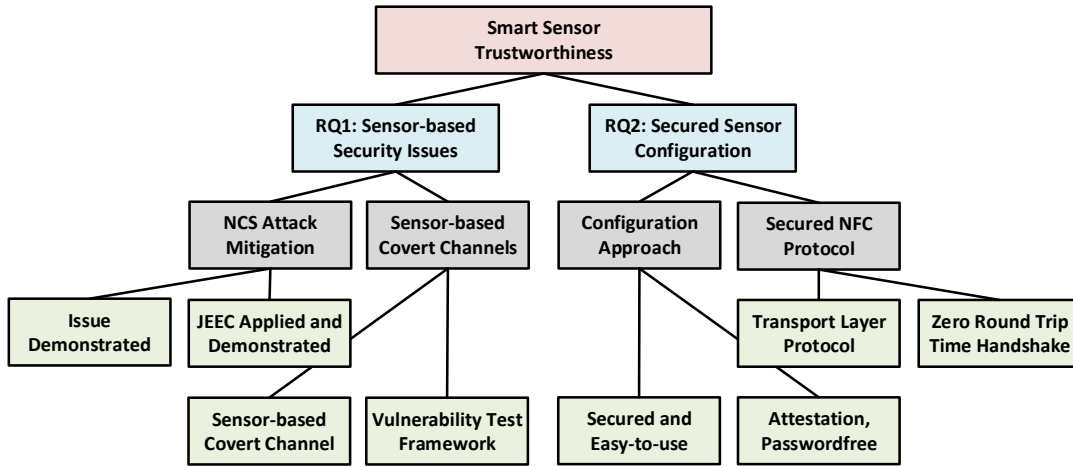 Smart Sensor
Trustworthiness
RQ1: Sensor-based
Security Issues
RQ2: Secured Sensor
Configuration
NCS Attack
Mitigation
Sensor-based
Covert Channels
Configuration
Approach
Secured NFC
Protocol
Issue
Demonstrated
JEEC Applied and
Demonstrated
Transport Layer
Protocol
Zero Round Trip
Time Handshake
Sensor-based
Covert Channel
Vulnerability Test
Framework
Secured and
Easy-to-use
Attestation,
Passwordfree